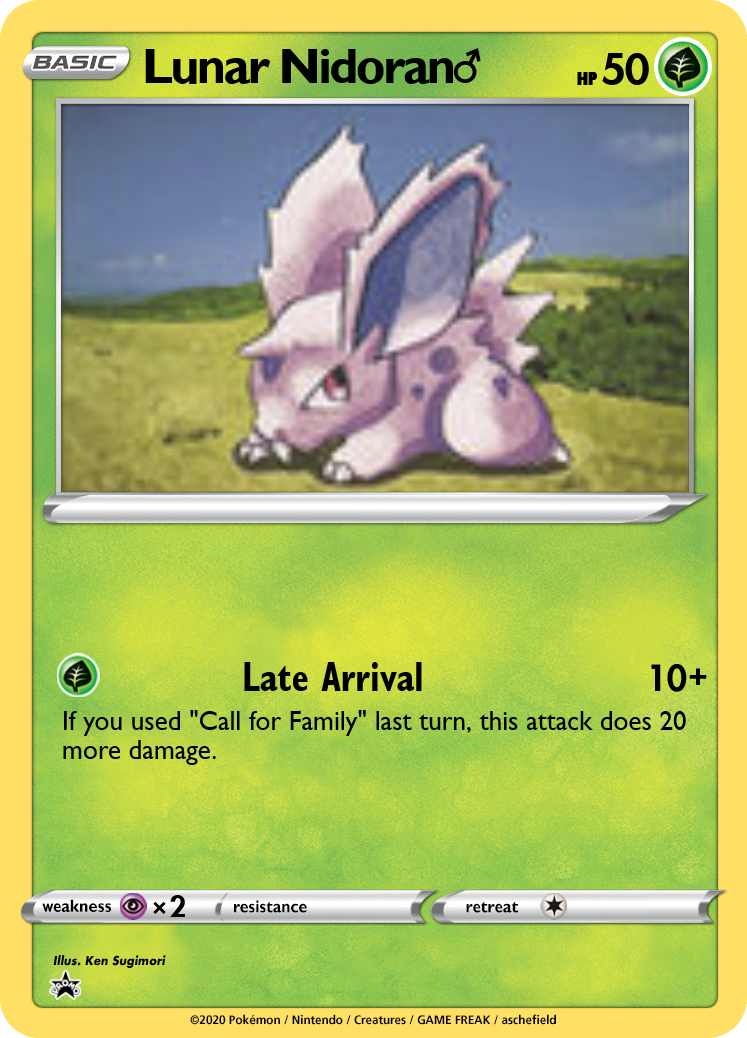 BASIC Lunar Nidoran♂ HP 50
Late Arrival 10+
If you used "Call for Family" last turn, this attack does 20
more damage.
weakness ×2 resistance retreat
Illus. Ken Sugimori
PROMO
©2020 Pokémon / Nintendo / Creatures / GAME FREAK / aschefield